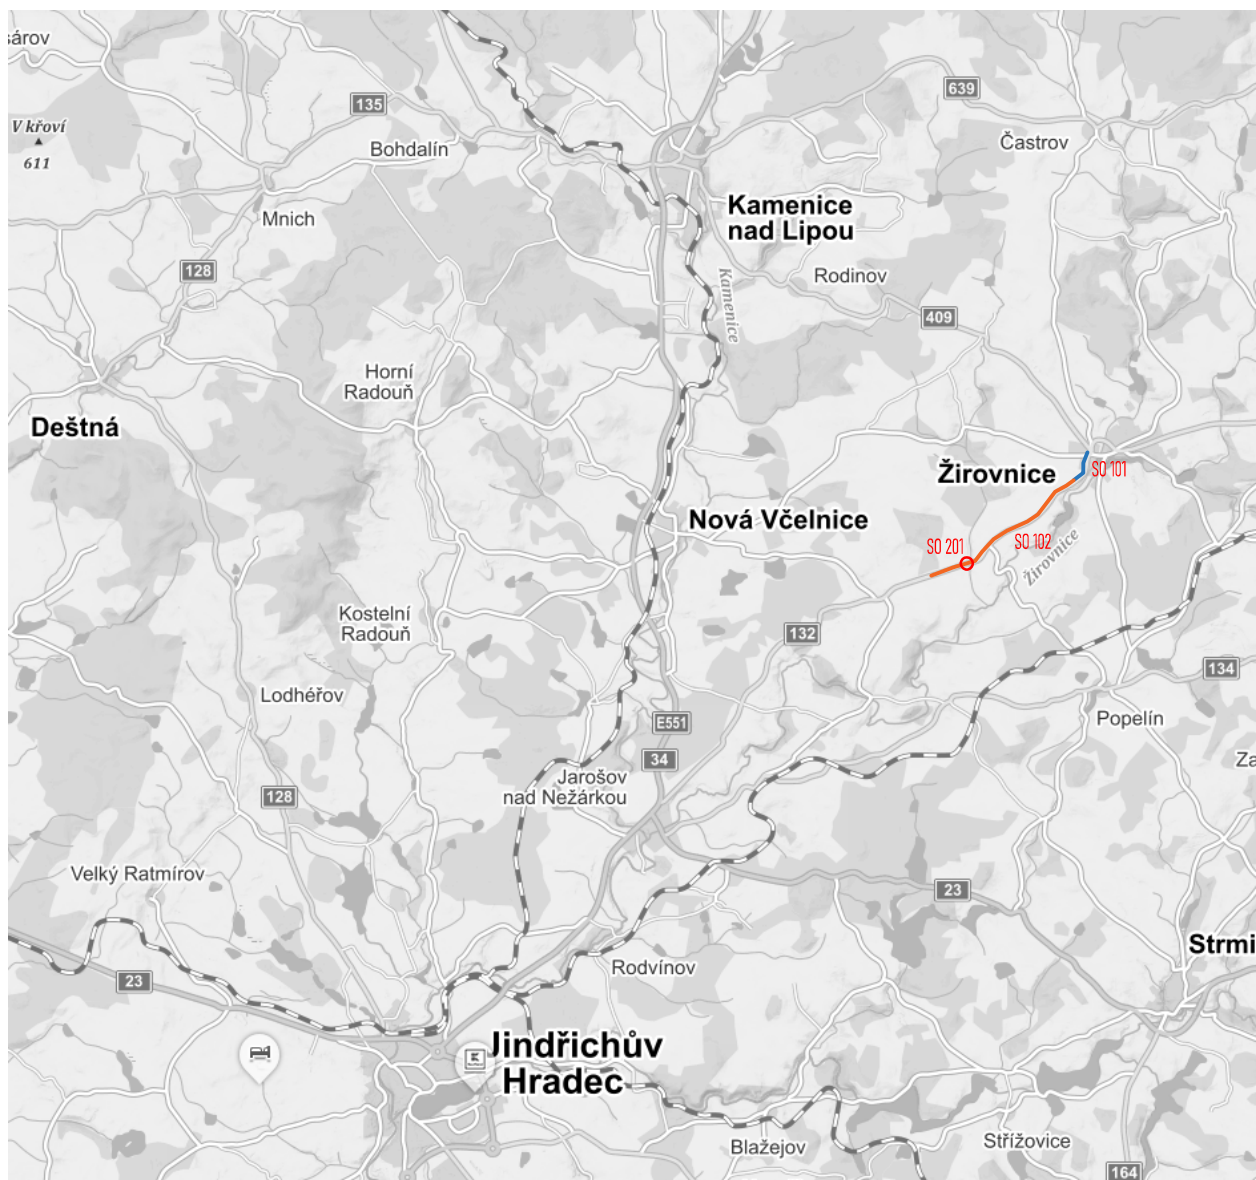 sárov
639
135
V křoví
Častrov
Bohdalín
611
Kamenice
nad Lipou
Mnich
128
Rodinov
Kamenice
409
Horní
Radouň
Deštná
SO 101
Žirovnice
Nová Včelnice
SO 201
SO 102
Žirovnice
Kostelní
Radouň
132
134
Lodhéřov
E551
Popelín
34
Za
Jarošov
nad Nežárkou
128
Velký Ratmírov
23
Strmi
Rodvínov
23
Jindřichův
Hradec
K
Blažejov
Střížovice
164